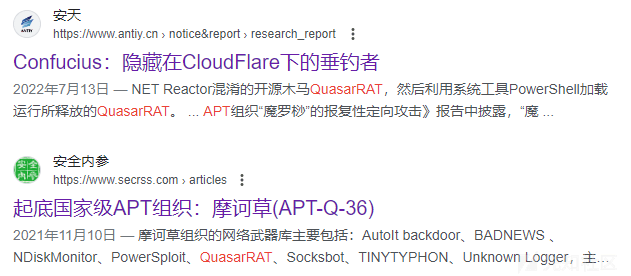 安天
https://www.antiy.cn › notice&report › research_report
Confucius：隐藏在CloudFlare下的垂钓者
2022年7月13日 — NET Reactor混淆的开源木马QuasarRAT，然后利用系统工具PowerShell加载
运行所释放的QuasarRAT。 ... APT组织“魔罗桫”的报复性定向攻击》报告中披露，“魔 ...
安全内参
https://www.secrss.com › articles
起底国家级APT组织：摩诃草(APT-Q-36)
2021年11月10日 — 摩诃草组织的网络武器库主要包括：AutoIt backdoor、BADNEWS 、
NDiskMonitor、PowerSploit、QuasarRAT、Socksbot、TINYTYPHON、Unknown Logger，主...